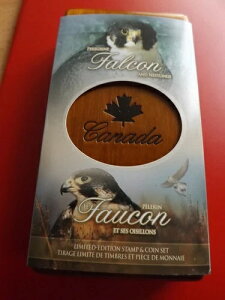 PEREGRINE
Falcon
AND NESTLINGS
Canada
PÈLERIN
Faucon
ET SES OISILLONS
LIMITED-EDITION STAMP & COIN SET
TIRAGE LIMITÉ DE TIMBRES ET PIÈCE DE MONNAIE